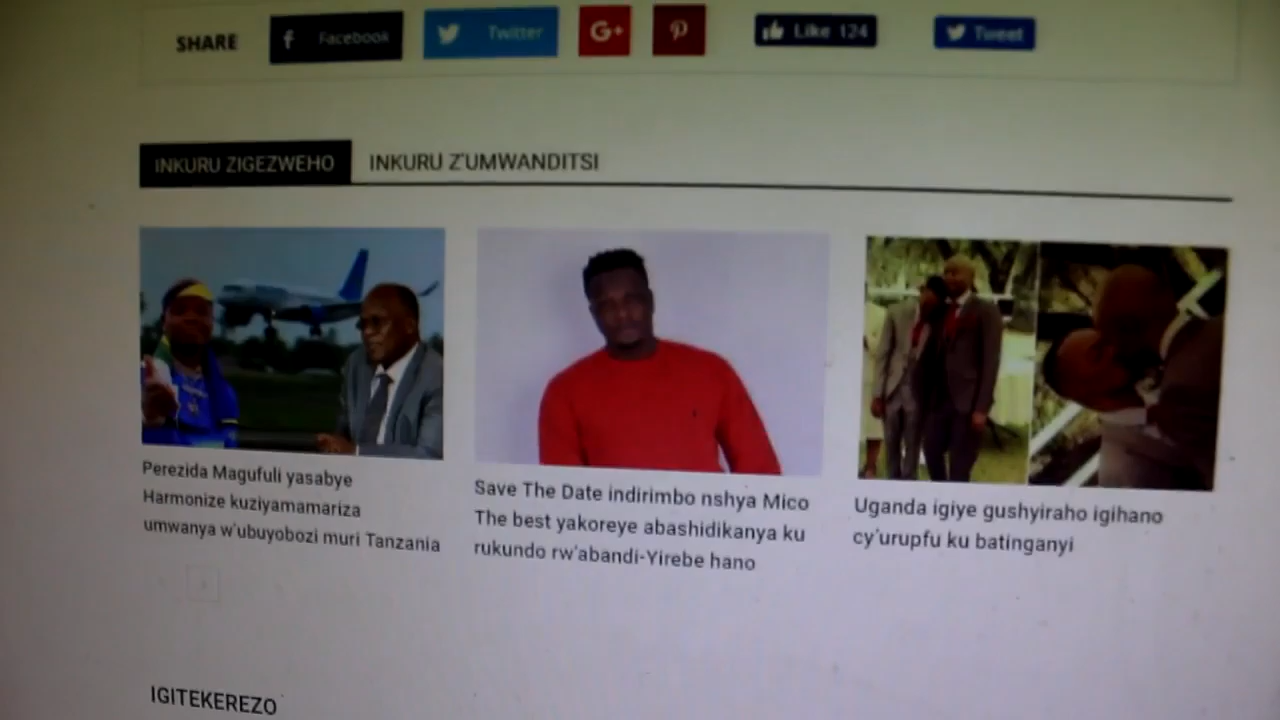 SHARE
Facebook
Twitter
G+
Like 124
Tweet
INKURU ZIGEZWEHO
INKURU Z'UMWANDITSI
Perezida Magufuli yasabye
Harmonize kuziyamamariza
umwanya w'ubuyobozi muri Tanzania
Save The Date indirimbo nshya Mico
The best yakoreye abashidikanya ku
rukundo rw'abandi-Yirebe hano
Uganda igiye gushyiraho igihano
cy'urupfu ku batinganyi
IGITEKEREZO